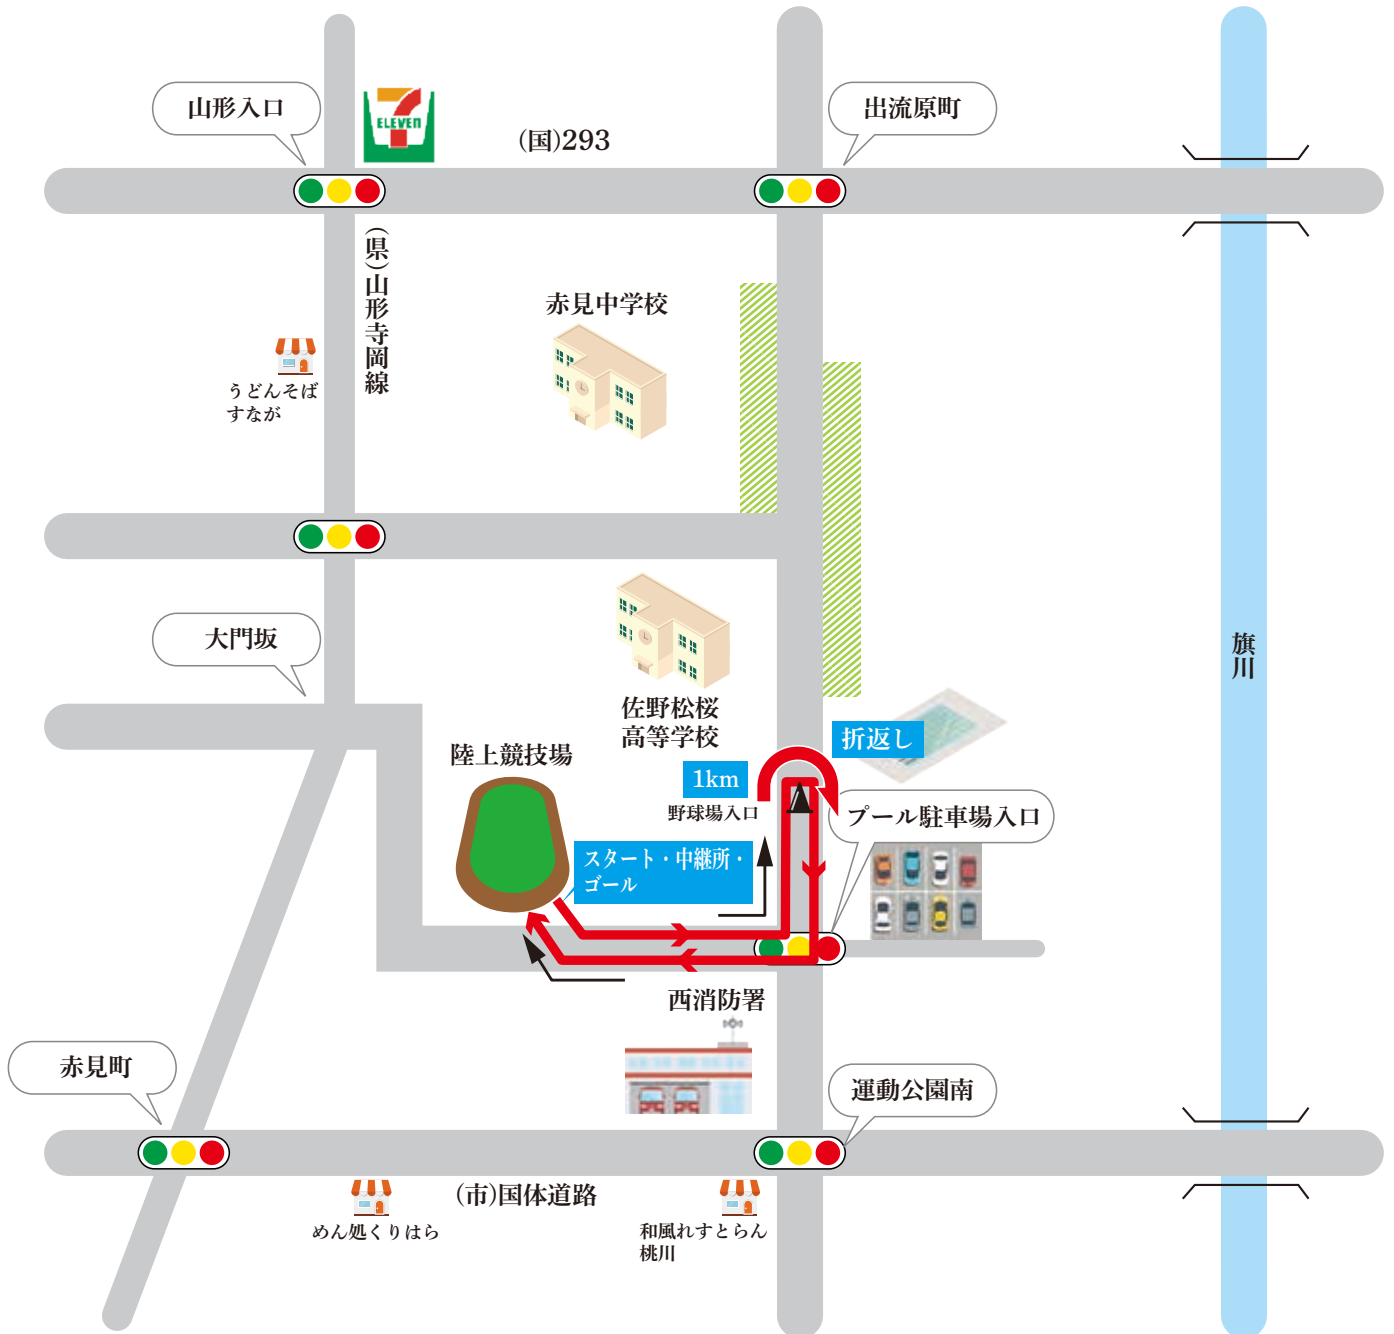 山形入口
7
ELEVEn
(国)293
出流原町
(県)山形寺岡線
赤見中学校
うどんそば
すなが
大門坂
佐野松桜
高等学校
旗川
陸上競技場
折返し
1km
野球場入口
プール駐車場入口
スタート・中継所・
ゴール
西消防署
赤見町
運動公園南
(市)国体道路
めん処くりはら
和風れすとらん
桃川